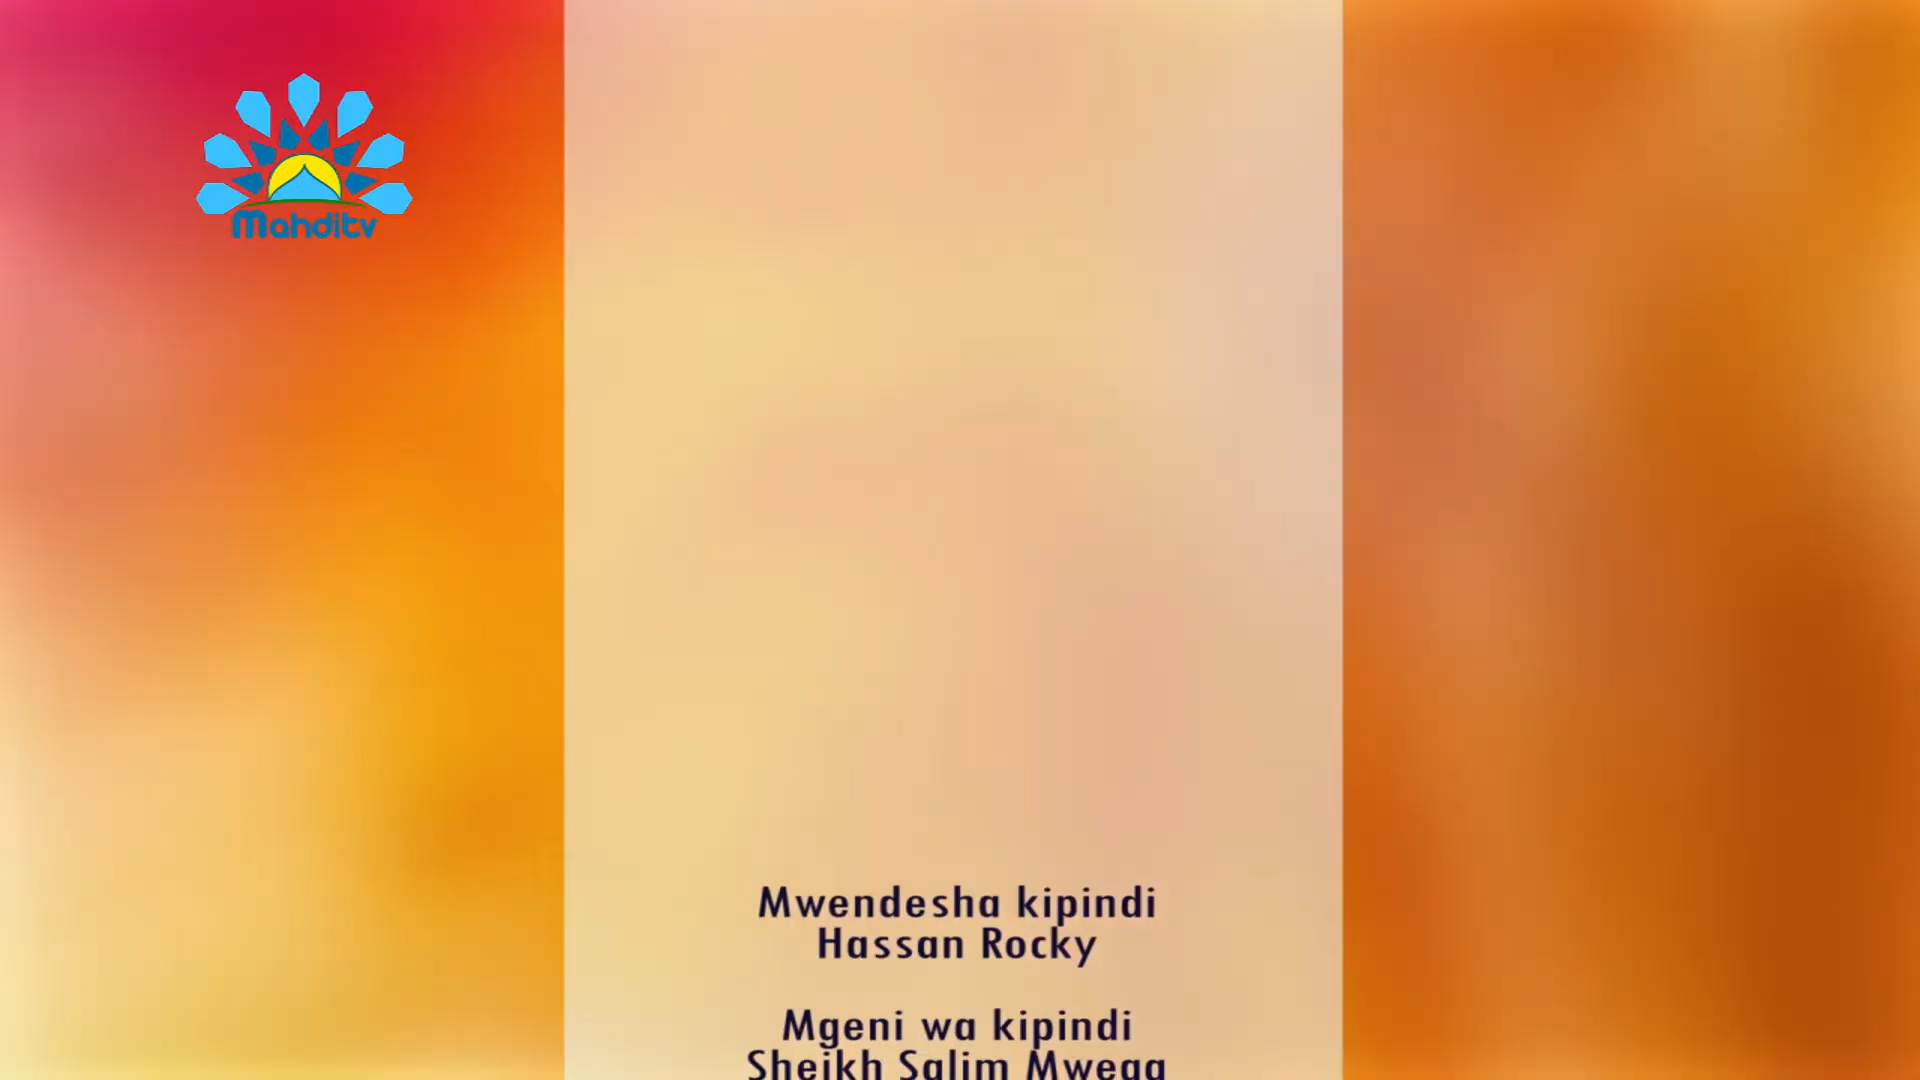 Mahditv
Mwendesha kipindi
Hassan Rocky
Mgeni wa kipindi
Sheikh Salim Mwega